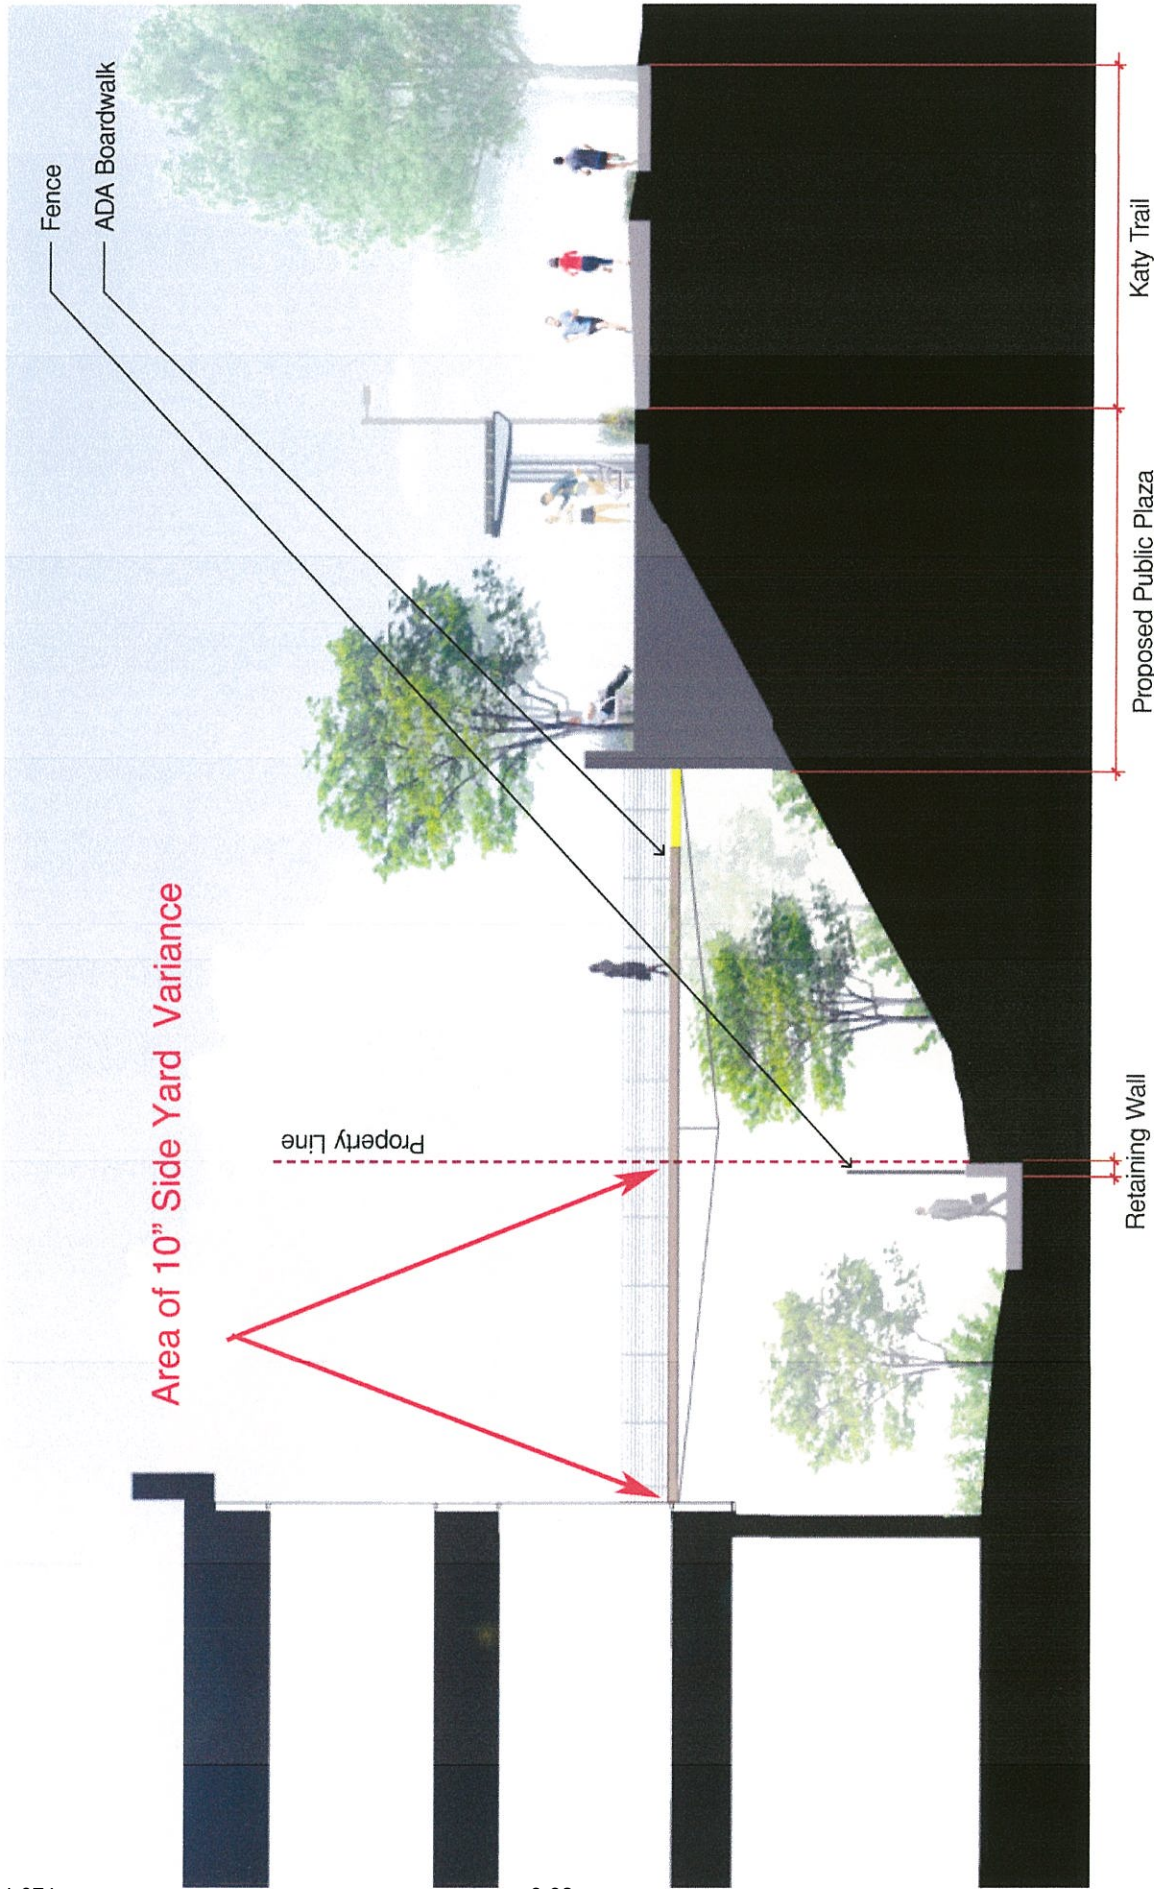 Fence
ADA Boardwalk
Area of 10” Side Yard Variance
Property Line
Retaining Wall
Proposed Public Plaza
Katy Trail